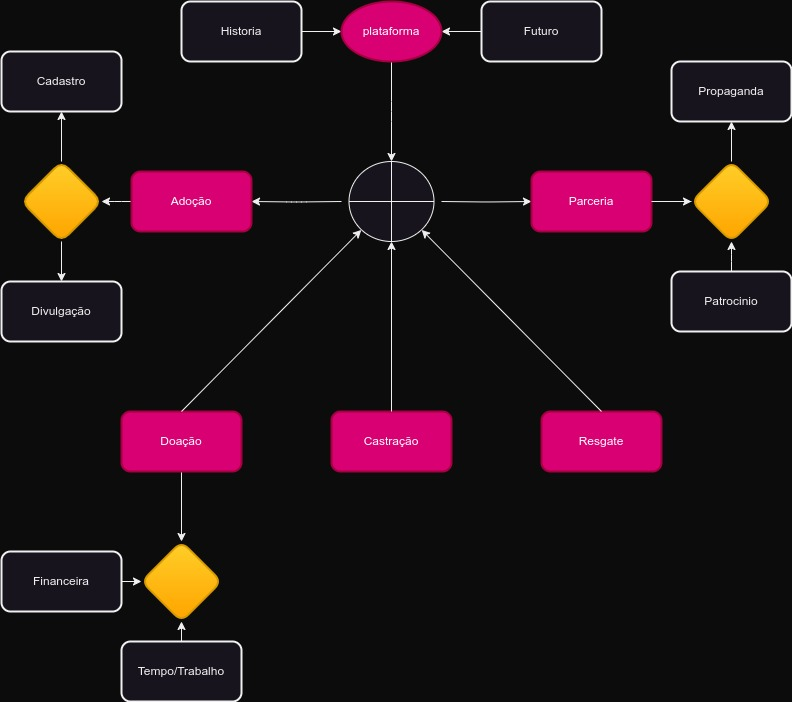 Historia
plataforma
Futuro
Cadastro
Propaganda
Adoção
Parceria
Divulgação
Patrocinio
Doação
Castração
Resgate
Financeira
Tempo/Trabalho